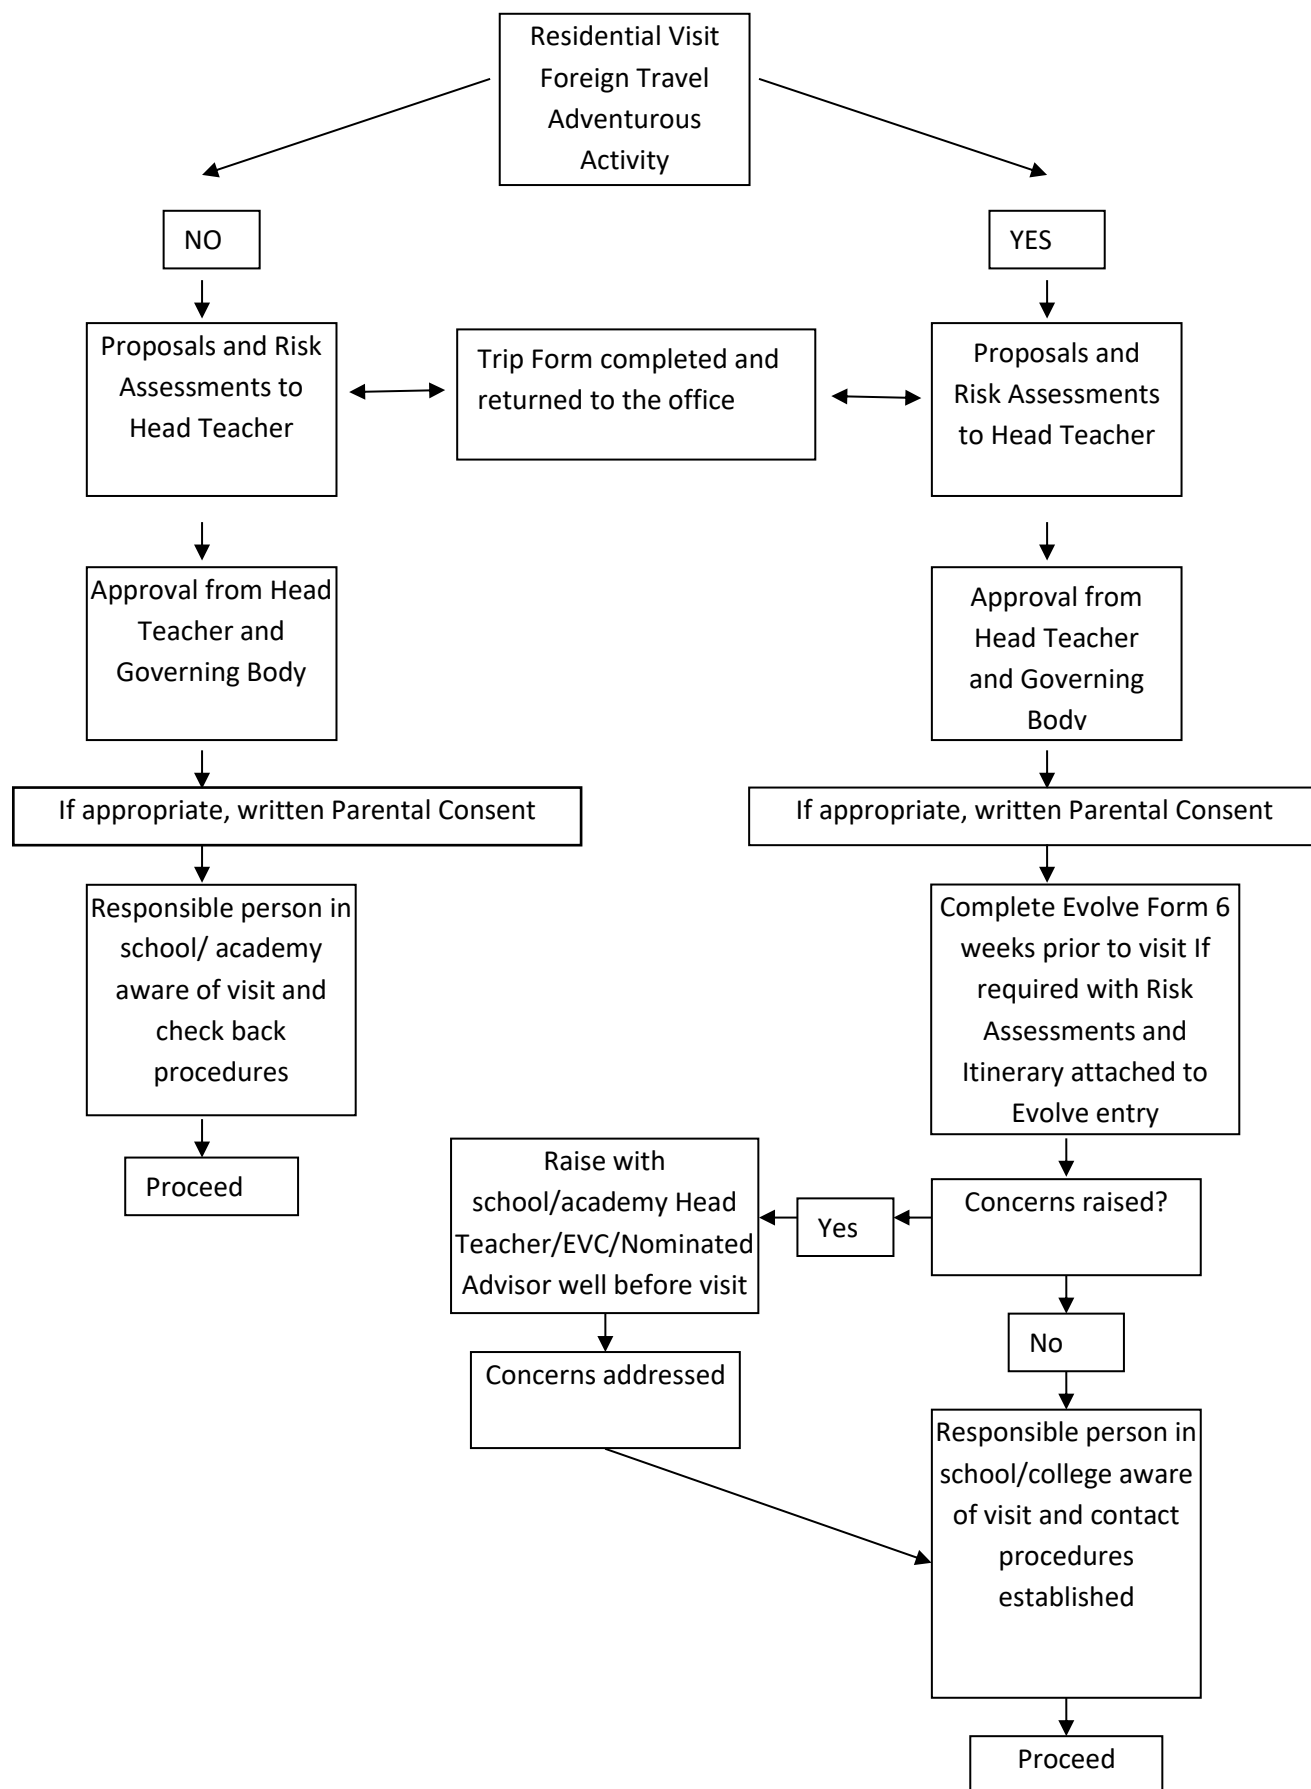 Residential Visit
Foreign Travel
Adventurous
Activity
NO
YES
Proposals and Risk
Assessments to
Head Teacher
Trip Form completed and
returned to the office
Proposals and
Risk Assessments
to Head Teacher
Approval from Head
Teacher and
Governing Body
Approval from
Head Teacher
and Governing
Body
If appropriate, written Parental Consent
If appropriate, written Parental Consent
Responsible person in
school/ academy
aware of visit and
check back
procedures
Proceed
Complete Evolve Form 6
weeks prior to visit If
required with Risk
Assessments and
Itinerary attached to
Evolve entry
Concerns raised?
Yes
Raise with
school/academy Head
Teacher/EVC/Nominated
Advisor well before visit
Concerns addressed
No
Responsible person in
school/college aware
of visit and contact
procedures
established
Proceed